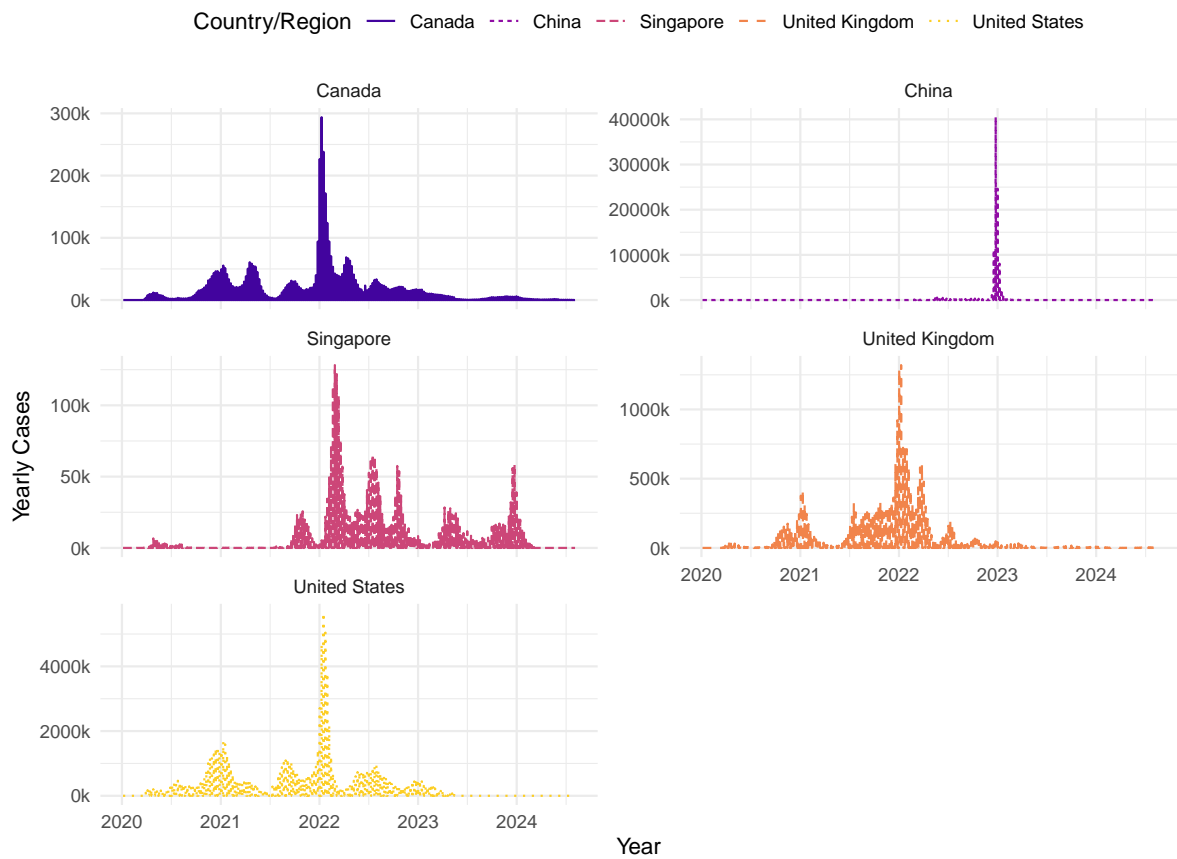 Country/Region Canada China Singapore United Kingdom United States
Canada
300k
200k
100k
0k
China
40000k
30000k
20000k
10000k
0k
Singapore
100k
50k
0k
United Kingdom
1000k
500k
0k
2020 2021 2022 2023 2024
United States
4000k
2000k
0k
2020 2021 2022 2023 2024
Yearly Cases
Year